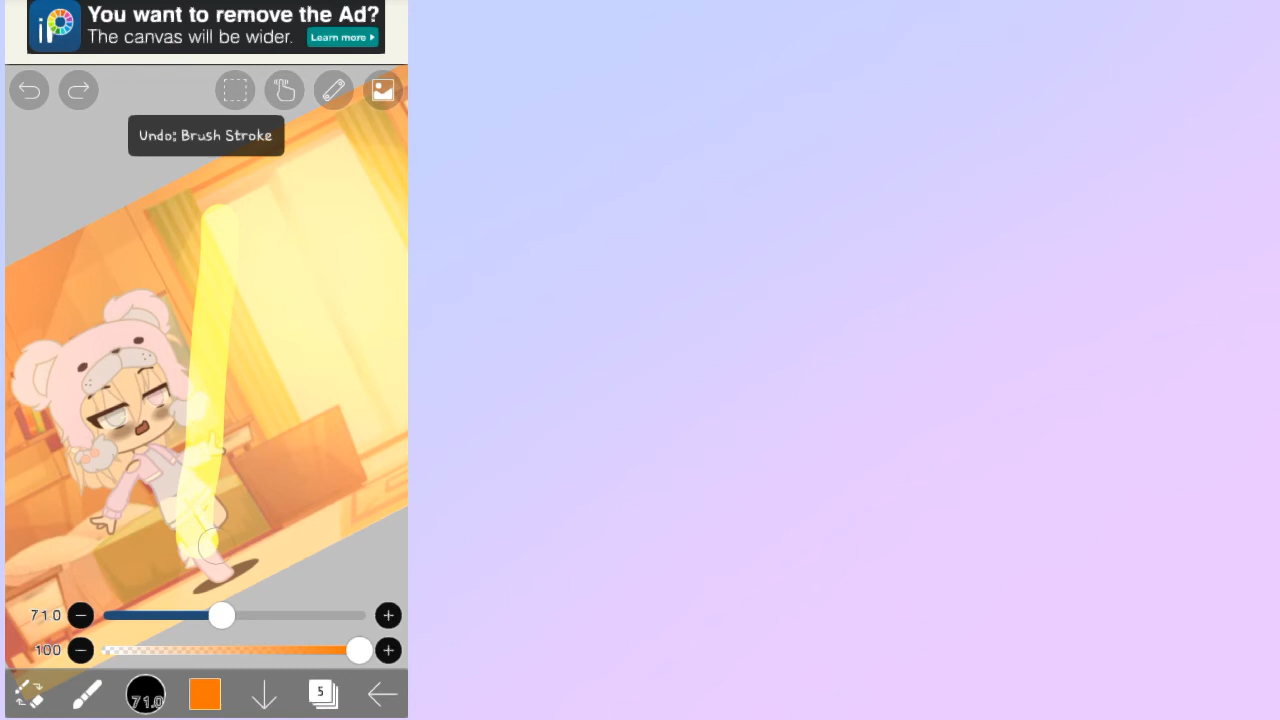 iP You want to remove the Ad?
The canvas will be wider. Learn more
Undo: Brush Stroke
71.0
100
71.0
5